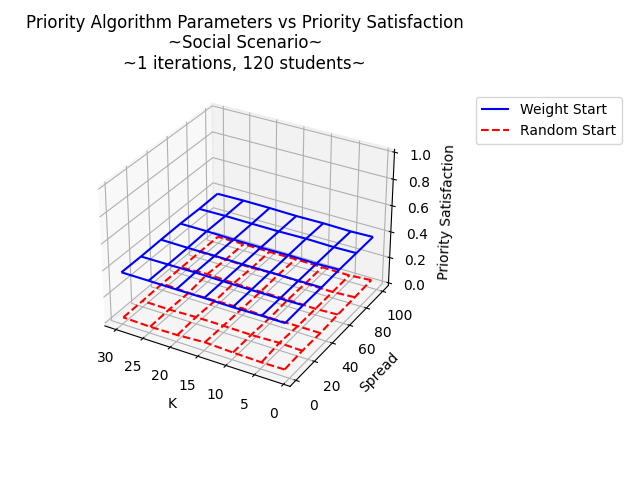 Priority Algorithm Parameters vs Priority Satisfaction
~Social Scenario~
~1 iterations, 120 students~
Weight Start
Random Start
1.0
0.8
0.6
0.4
0.2
0.0
Priority Satisfaction
100
80
60
40
20
0
Spread
30
25
20
15
10
5
0
K